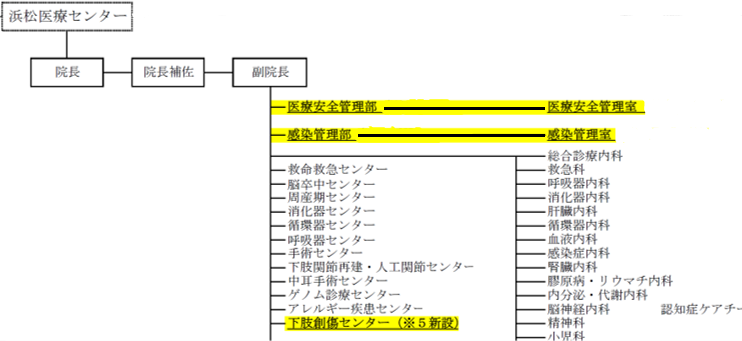 浜松医療センター
院長 院長補佐 副院長
医療安全管理部 医療安全管理室
感染管理部 感染管理室
総合診療内科
救命救急センター 救急科
脳卒中センター 呼吸器内科
周産期センター 消化器内科
消化器センター 肝臓内科
循環器センター 循環器内科
呼吸器センター 血液内科
手術センター 感染症内科
下肢関節再建・人工関節センター 腎臓内科
中耳手術センター 膠原病・リウマチ内科
ゲノム診療センター 内分泌・代謝内科
アレルギー疾患センター 脳神経内科 認知症ケアチー
下肢創傷センター（※５新設） 精神科
小児科